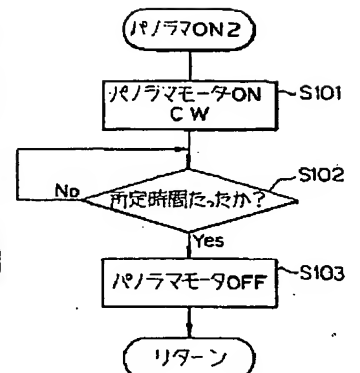 パノラマON2
パノラマモータON
CW
S101
所定時間たったか?
S102
No
Yes
パノラマモータOFF
S103
リターン